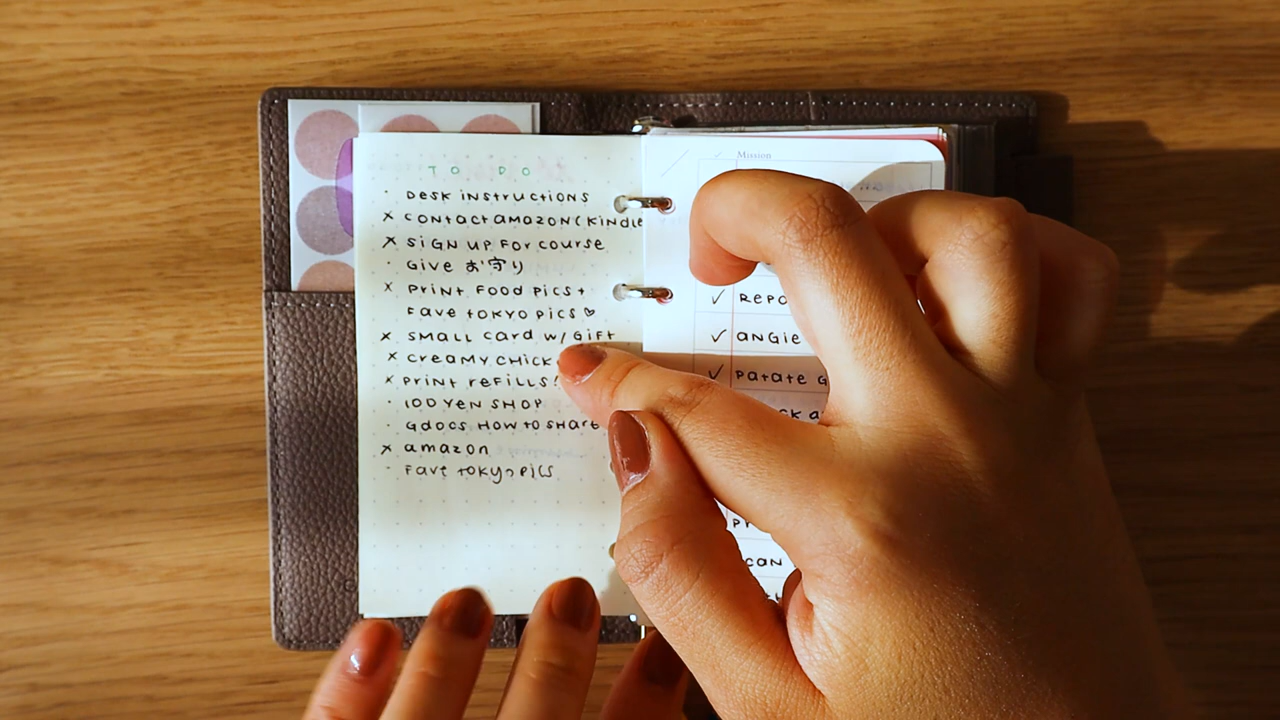 TO DO
· Desk instructions
× contact amazon (Kindle
× sign up for course
· Give お守り
× print food pics +
fave tokyo pics ♡
× small card w/ gift
× creamy
× print refills!
· 100 yen shop
· Gdocs how to share
× amazon
· Fave tokyo pics
✓ Mission
✓
✓ angie
✓ patate
can